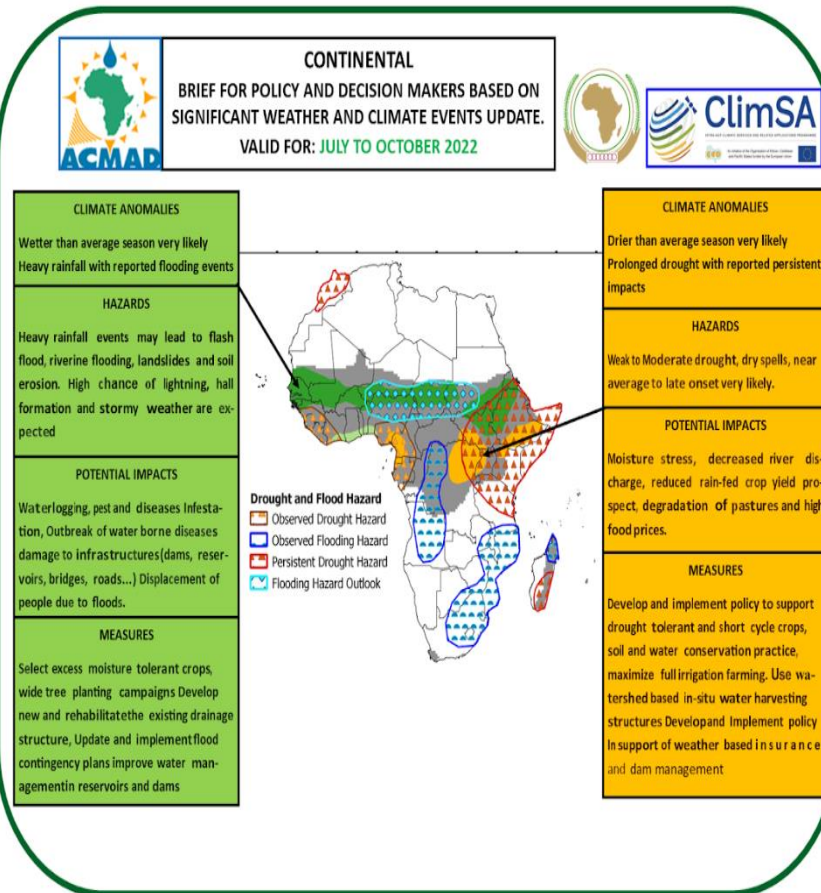 ACMAD
CONTINENTAL
BRIEF FOR POLICY AND DECISION MAKERS BASED ON
SIGNIFICANT WEATHER AND CLIMATE EVENTS UPDATE.
VALID FOR: JULY TO OCTOBER 2022
ClimSA
CLIMATE ANOMALIES
Wetter than average season very likely
Heavy rainfall with reported flooding events
HAZARDS
Heavy rainfall events may lead to flash
flood, riverine flooding, landslides and soil
erosion. High chance of lightning, hall
formation and stormy weather are ex-
pected
POTENTIAL IMPACTS
Waterlogging, pest and diseases Infesta-
tion, Outbreak of water borne diseases
damage to infrastructures(dams, reser-
voirs, bridges, roads...) Displacement of
people due to floods.
MEASURES
Select excess moisture tolerant crops,
wide tree planting campaigns Develop
new and rehabilitatethe existing drainage
structure, Update and implementflood
contingency plans improve water man-
agementin reservoirs and dams
Drought and Flood Hazard
Observed Drought Hazard
Observed Flooding Hazard
Persistent Drought Hazard
Flooding Hazard Outlook
CLIMATE ANOMALIES
Drier than average season very likely
Prolonged drought with reported persistent
impacts
HAZARDS
Weak to Moderate drought, dry spells, near
average to late onset very likely.
POTENTIAL IMPACTS
Moisture stress, decreased river dis-
charge, reduced rain-fed crop yield pro-
spect, degradation of pastures and high
food prices.
MEASURES
Develop and implement policy to support
drought tolerant and short cycle crops,
soil and water conservation practice,
maximize full irrigation farming. Use wa-
tershed based in-situ water harvesting
structures Developand Implement policy
In support of weather based insurance
and dam management